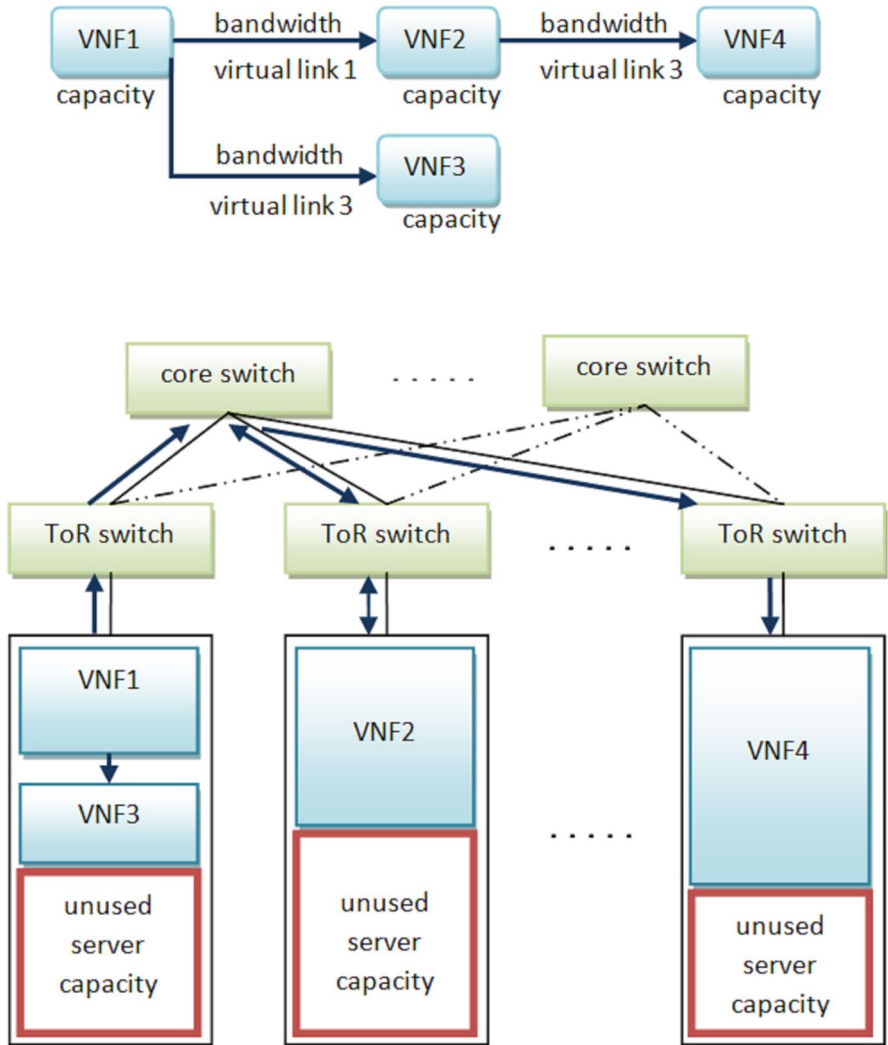 VNF1
bandwidth
VNF2
bandwidth
VNF4
virtual link 1
virtual link 3
capacity
capacity
capacity
bandwidth
VNF3
virtual link 3
capacity
core switch
. . . . .
core switch
ToR switch
ToR switch
. . . . .
ToR switch
VNF1
VNF2
VNF4
VNF3
. . . . .
unused
server
capacity
unused
server
capacity
unused
server
capacity